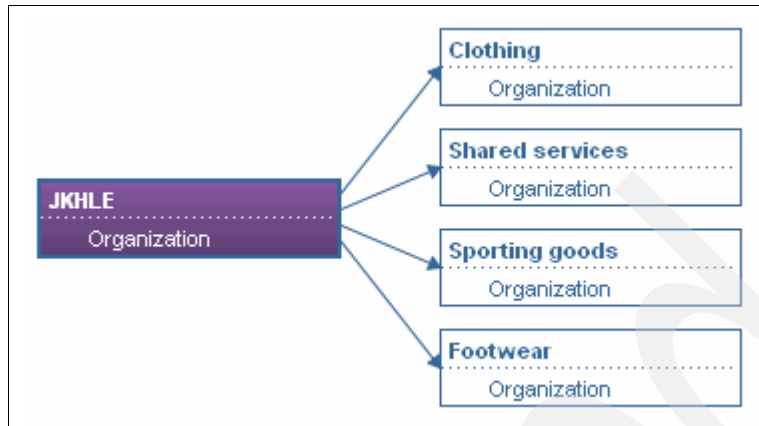 Clothing
Organization
Shared services
Organization
JKHLE
Organization
Sporting goods
Organization
Footwear
Organization